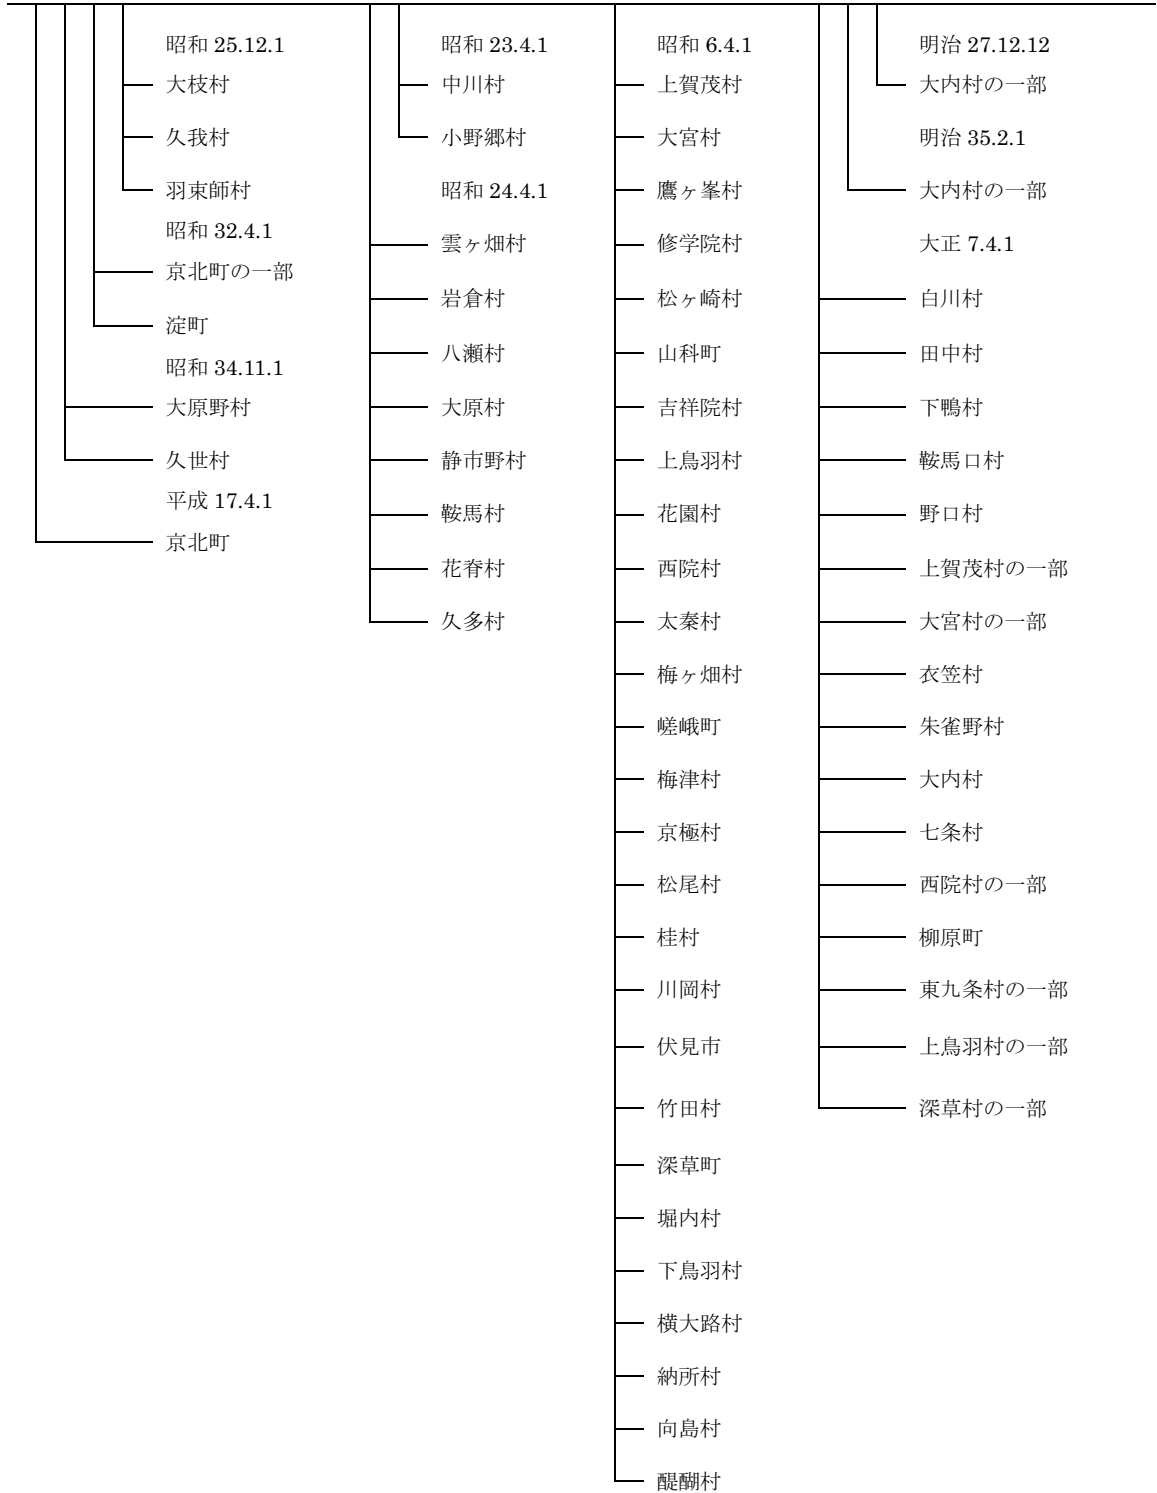 昭和 25.12.1
大枝村
久我村
羽束師村
昭和 32.4.1
京北町の一部
淀町
昭和 34.11.1
大原野村
久世村
平成 17.4.1
京北町
昭和 23.4.1
中川村
小野郷村
昭和 24.4.1
雲ヶ畑村
岩倉村
八瀬村
大原村
静市野村
鞍馬村
花脊村
久多村
昭和 6.4.1
上賀茂村
大宮村
鷹ヶ峯村
修学院村
松ヶ崎村
山科町
吉祥院村
上鳥羽村
花園村
西院村
太秦村
梅ヶ畑村
嵯峨町
梅津村
京極村
松尾村
桂村
川岡村
伏見市
竹田村
深草町
堀内村
下鳥羽村
横大路村
納所村
向島村
醍醐村
明治 27.12.12
大内村の一部
明治 35.2.1
大内村の一部
大正 7.4.1
白川村
田中村
下鴨村
鞍馬口村
野口村
上賀茂村の一部
大宮村の一部
衣笠村
朱雀野村
大内村
七条村
西院村の一部
柳原町
東九条村の一部
上鳥羽村の一部
深草村の一部